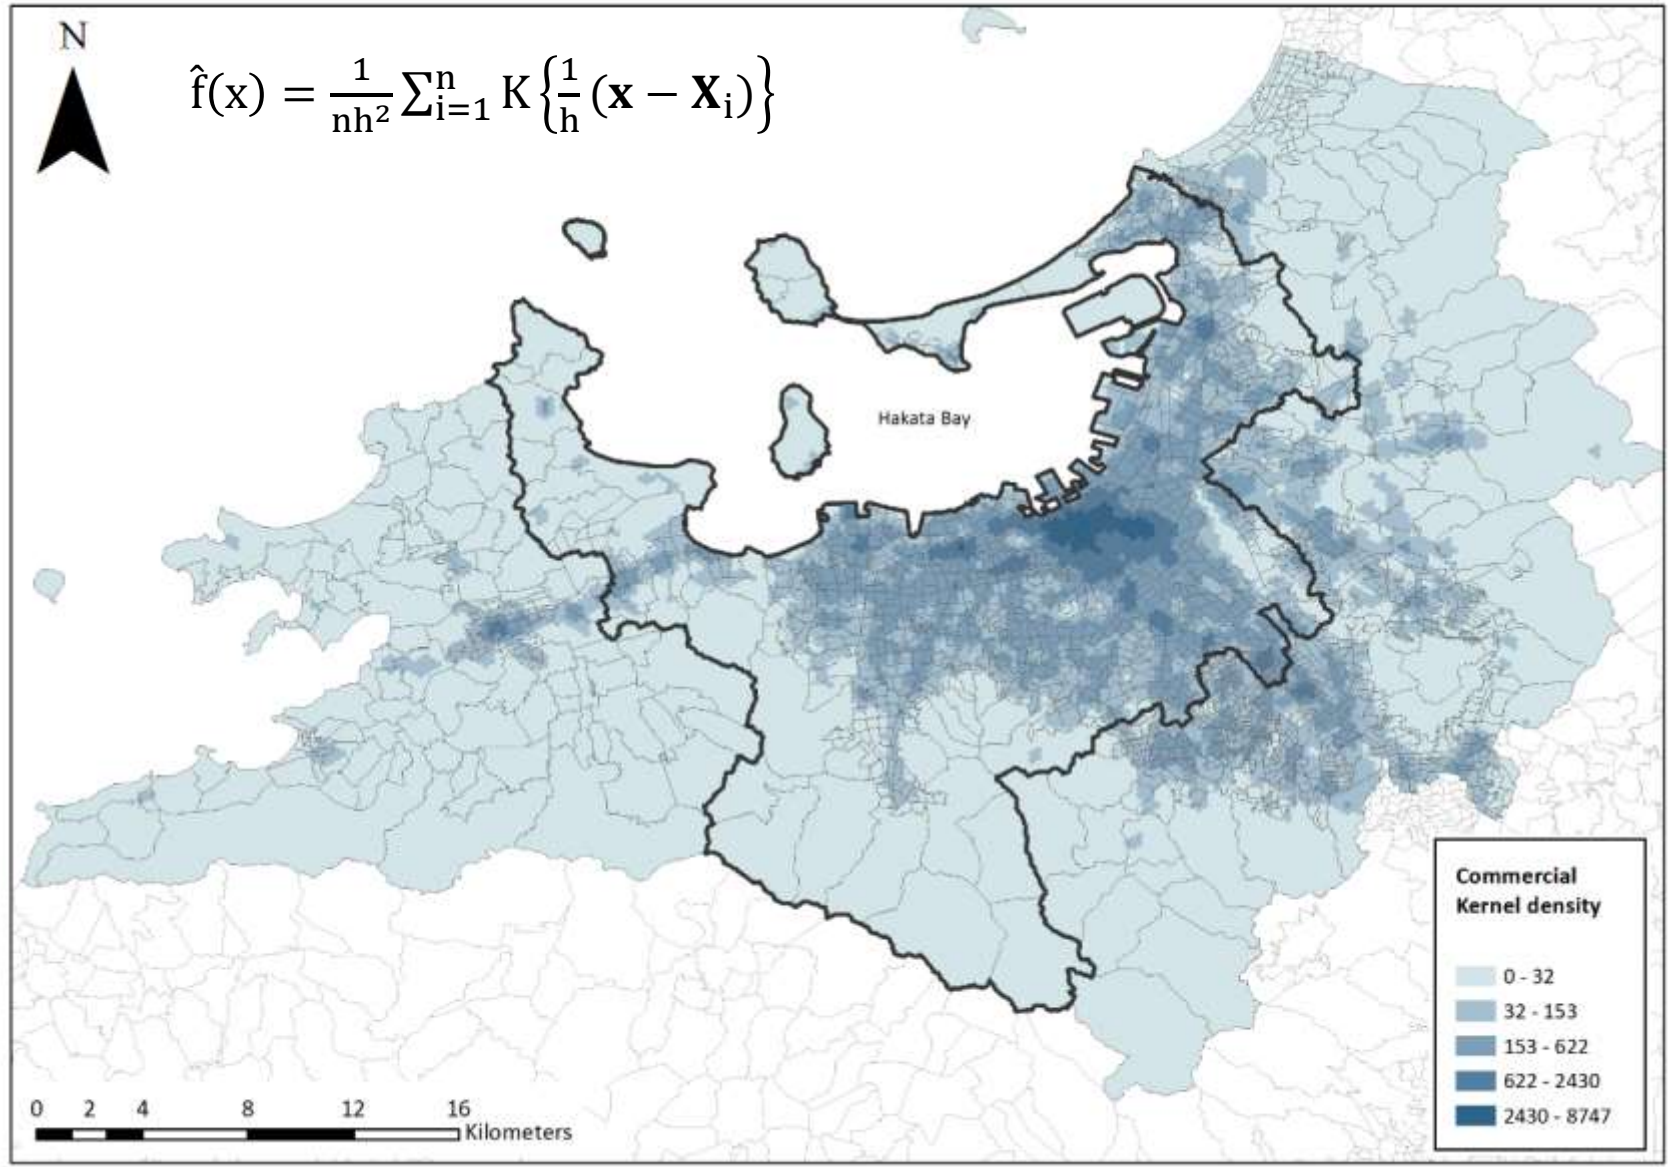 N
f̂(x) = 1/nh² ∑ⁿᵢ₌₁ K{1/h (𝐱 − 𝐗ᵢ)}
Hakata Bay
Commercial
Kernel density
0 - 32
32 - 153
153 - 622
622 - 2430
2430 - 8747
0 2 4 8 12 16
Kilometers